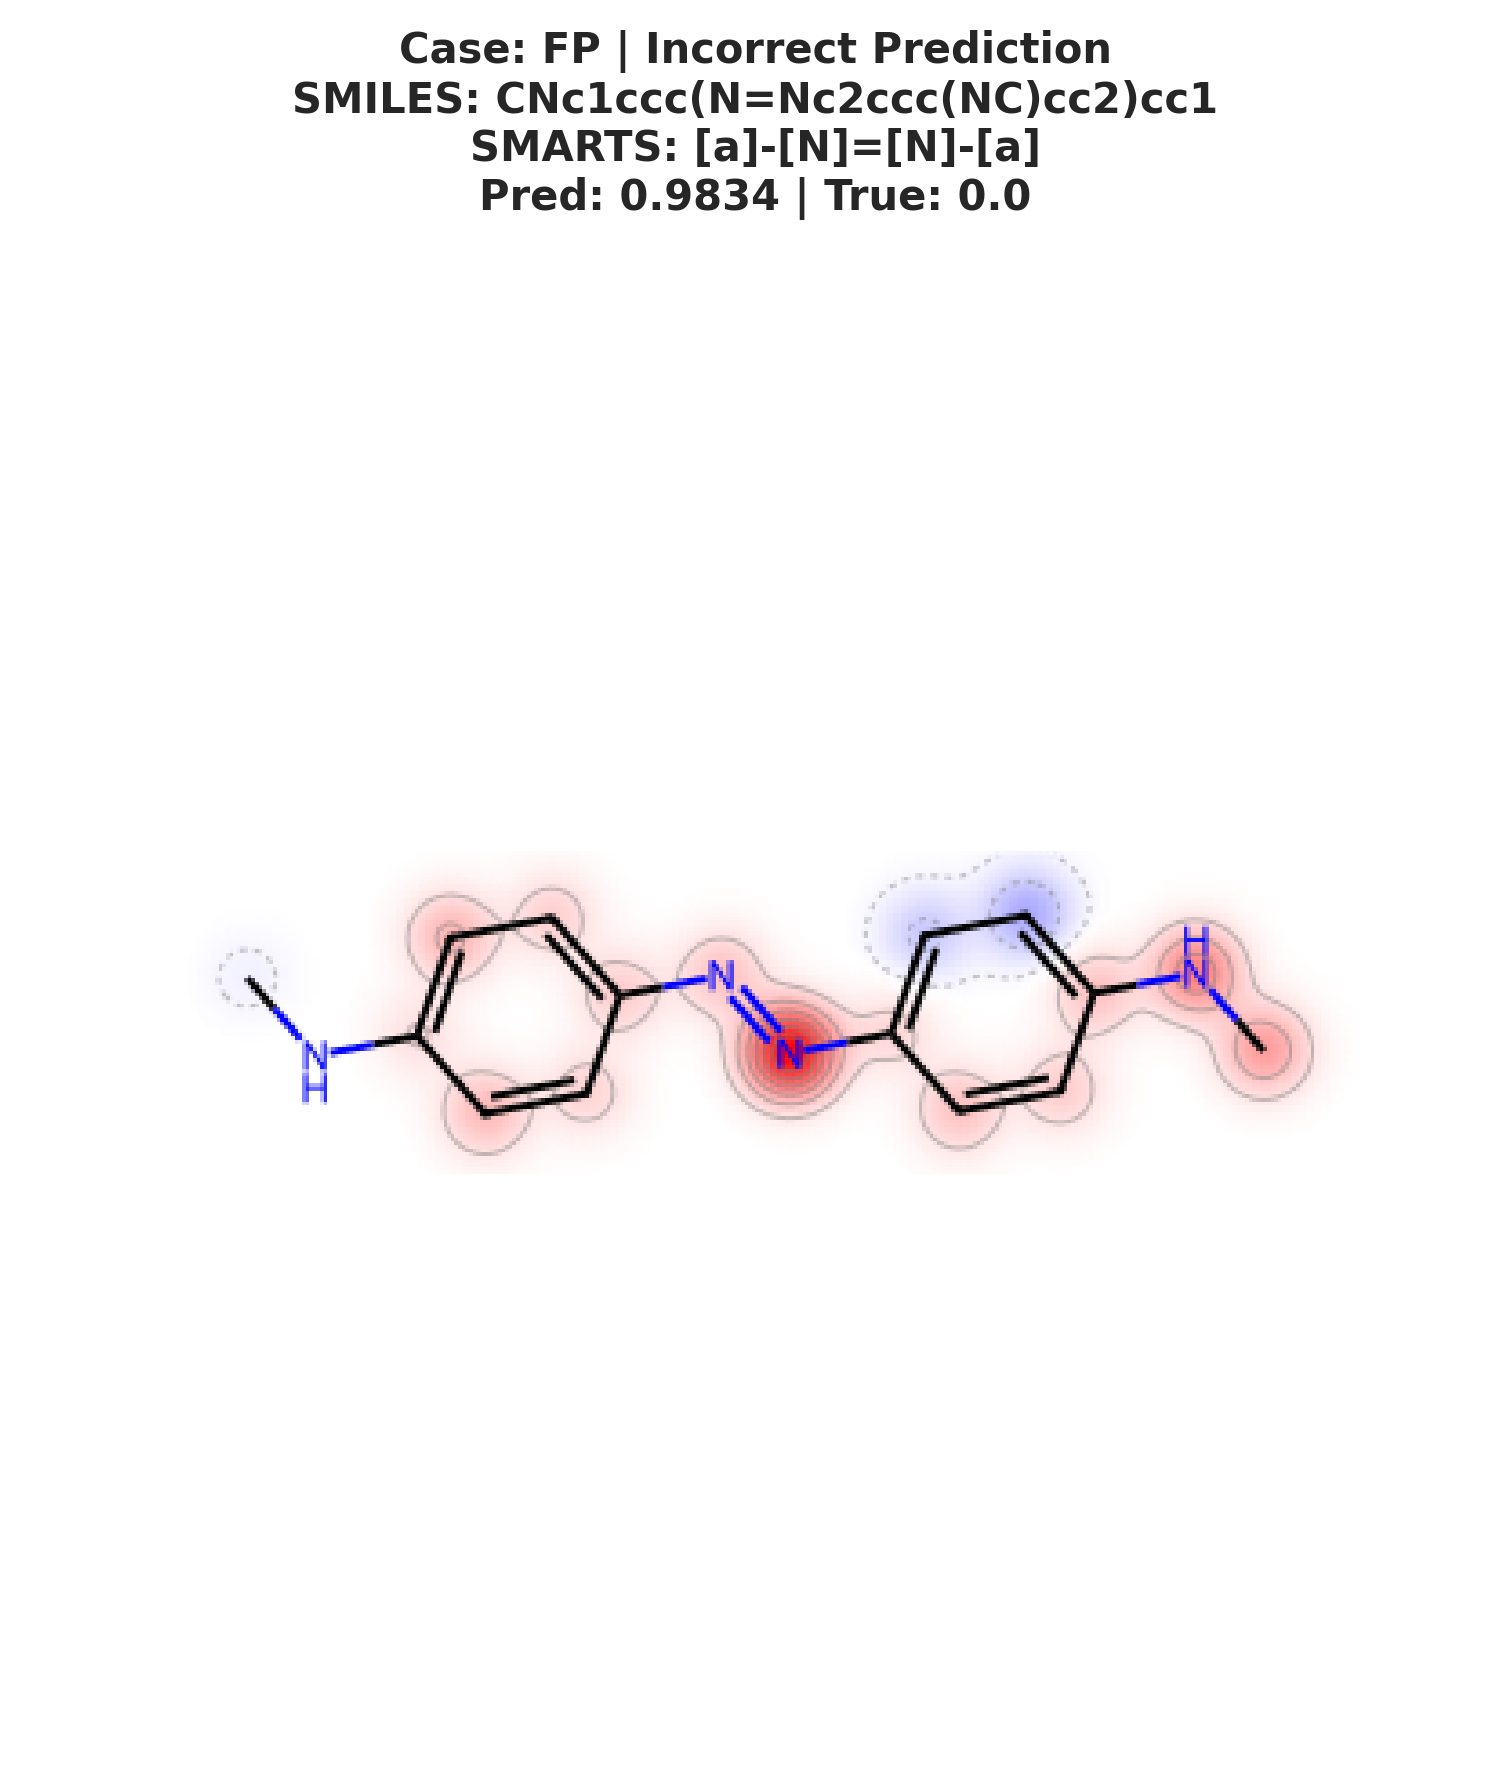 Case: FP | Incorrect Prediction
SMILES: CNc1ccc(N=Nc2ccc(NC)cc2)cc1
SMARTS: [a]-[N]=[N]-[a]
Pred: 0.9834 | True: 0.0
H
N
N
N
N
H